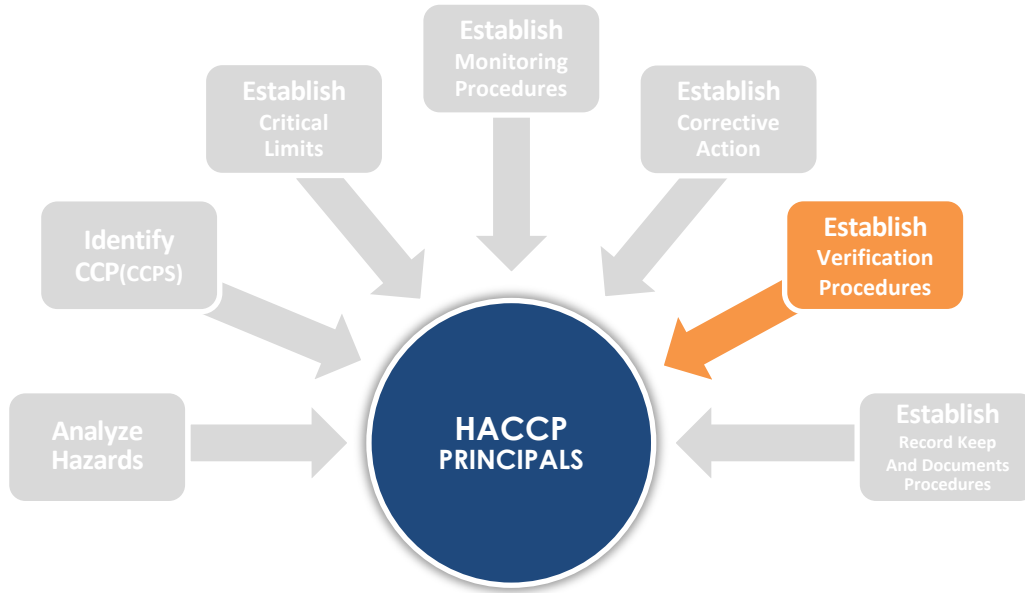 Analyze
Hazards
Identify
CCP(CCPS)
Establish
Critical
Limits
Establish
Monitoring
Procedures
Establish
Corrective
Action
Establish
Verification
Procedures
Establish
Record Keep
And Documents
Procedures
HACCP
PRINCIPALS